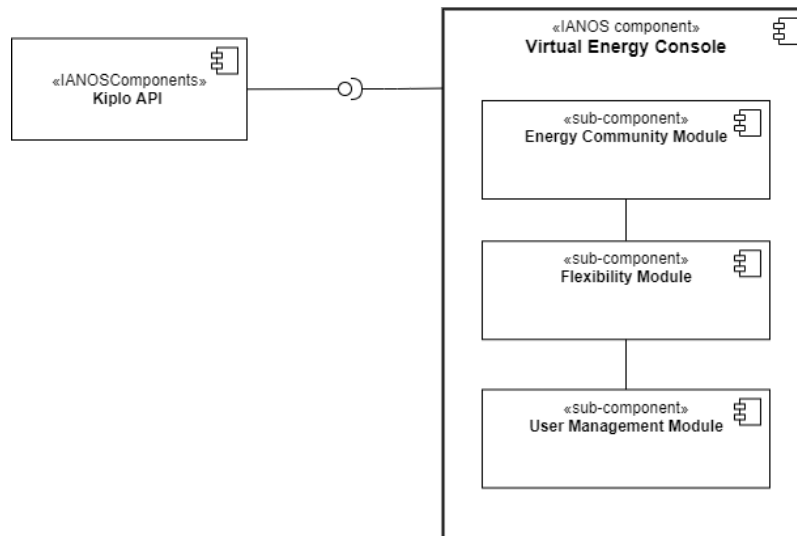 «IANOSComponents»
Kiplo API
«IANOS component»
Virtual Energy Console
«sub-component»
Energy Community Module
«sub-component»
Flexibility Module
«sub-component»
User Management Module